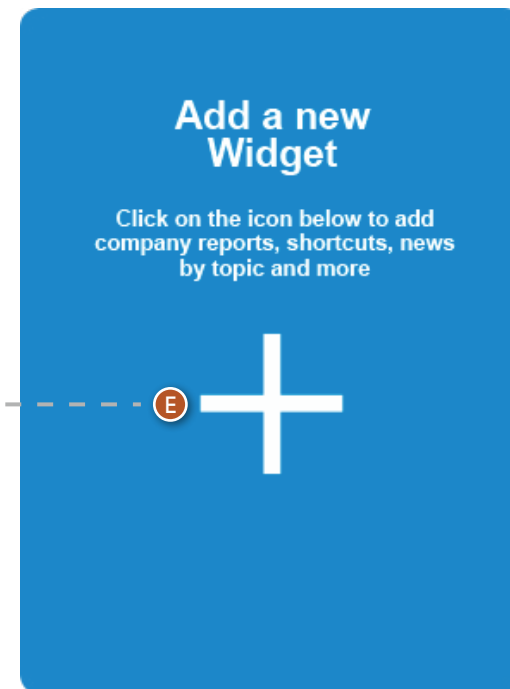 Add a new
Widget
Click on the icon below to add
company reports, shortcuts, news
by topic and more
E